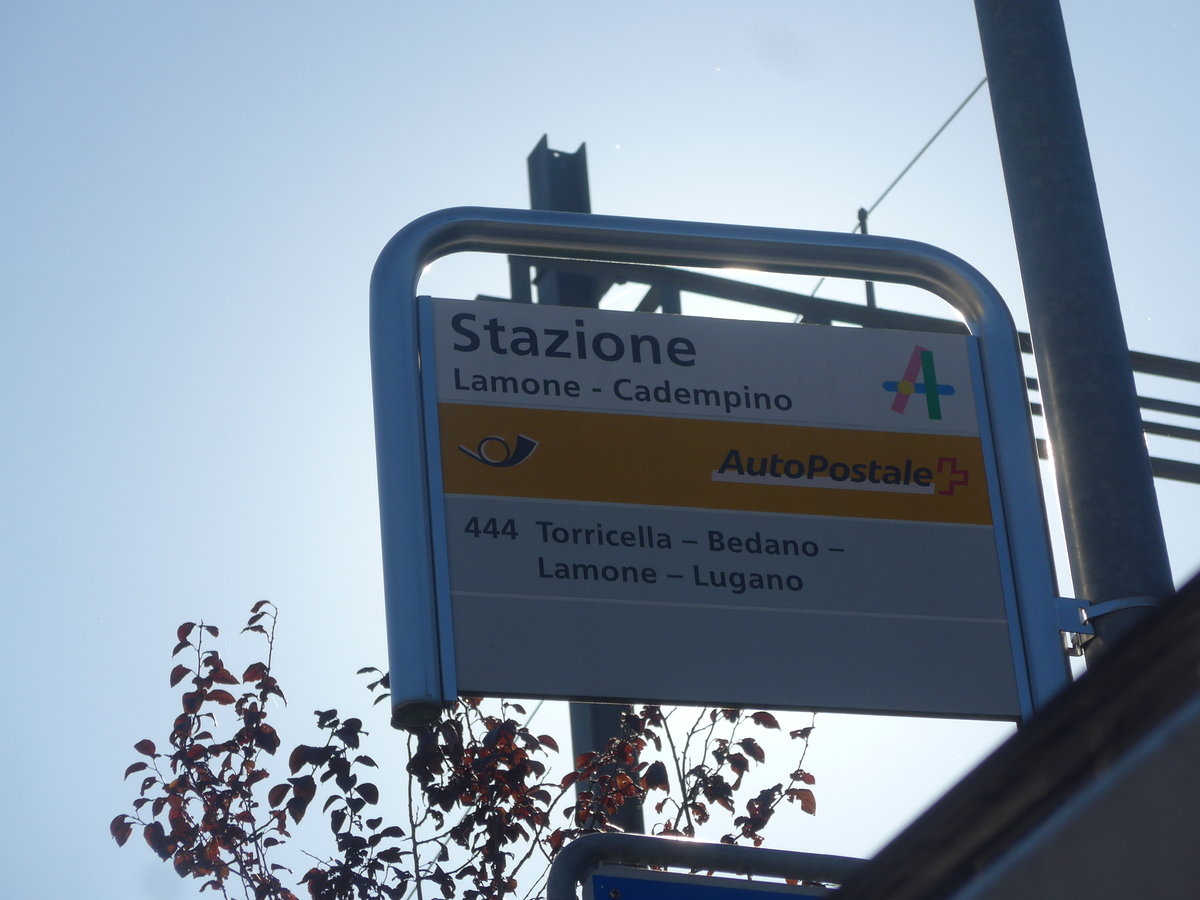 Stazione
Lamone - Cadempino
AutoPostale
444 Torricella – Bedano –
Lamone – Lugano